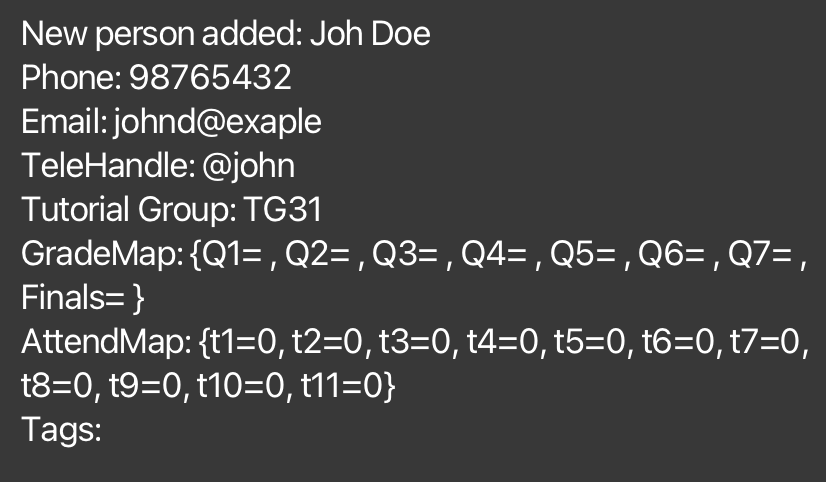 New person added: Joh Doe
Phone: 98765432
Email: johnd@exaple
TeleHandle: @john
Tutorial Group: TG31
GradeMap: {Q1= , Q2= , Q3= , Q4= , Q5= , Q6= , Q7= ,
Finals= }
AttendMap: {t1=0, t2=0, t3=0, t4=0, t5=0, t6=0, t7=0,
t8=0, t9=0, t10=0, t11=0}
Tags: